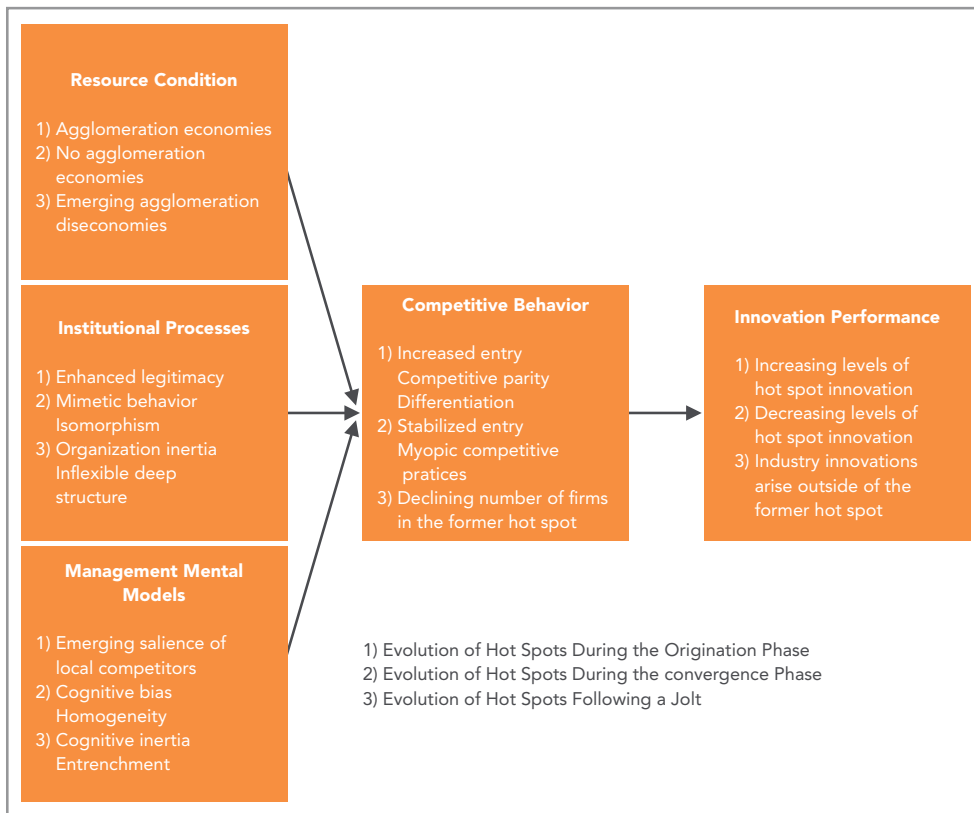 Resource Condition
1) Agglomeration economies
2) No agglomeration
economies
3) Emerging agglomeration
diseconomies
Institutional Processes
1) Enhanced legitimacy
2) Mimetic behavior
Isomorphism
3) Organization inertia
Inflexible deep
structure
Management Mental
Models
1) Emerging salience of
local competitors
2) Cognitive bias
Homogeneity
3) Cognitive inertia
Entrenchment
Competitive Behavior
1) Increased entry
Competitive parity
Differentiation
2) Stabilized entry
Myopic competitive
pratices
3) Declining number of firms
in the former hot spot
Innovation Performance
1) Increasing levels of
hot spot innovation
2) Decreasing levels of
hot spot innovation
3) Industry innovations
arise outside of the
former hot spot
1) Evolution of Hot Spots During the Origination Phase
2) Evolution of Hot Spots During the convergence Phase
3) Evolution of Hot Spots Following a Jolt